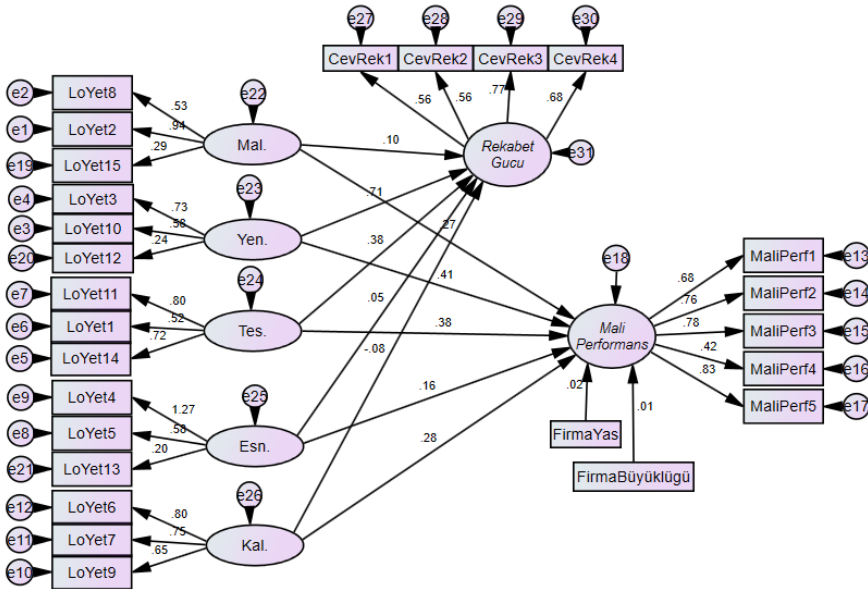 e27
e28
e29
e30
CevRek1
CevRek2
CevRek3
CevRek4
.56
.56
.77
.68
e2
LoYet8
.53
e22
e1
LoYet2
.94
Mal.
.10
Rekabet
Gucu
e31
e19
LoYet15
.29
e4
LoYet3
.73
e23
.71
.27
e3
LoYet10
.58
Yen.
.38
.41
e20
LoYet12
.24
e7
LoYet11
.80
e24
.05
e6
LoYet1
.52
Tes.
.38
e5
LoYet14
.72
-.08
e18
Mali
Performans
.68
MaliPerf1
e13
.76
MaliPerf2
e14
.78
MaliPerf3
e15
.42
MaliPerf4
e16
.83
MaliPerf5
e17
e9
LoYet4
1.27
e25
.16
.02
.01
e8
LoYet5
.58
Esn.
FirmaYas
e21
LoYet13
.20
.28
FirmaBüyüklügü
e12
LoYet6
.80
e26
e11
LoYet7
.75
Kal.
e10
LoYet9
.65